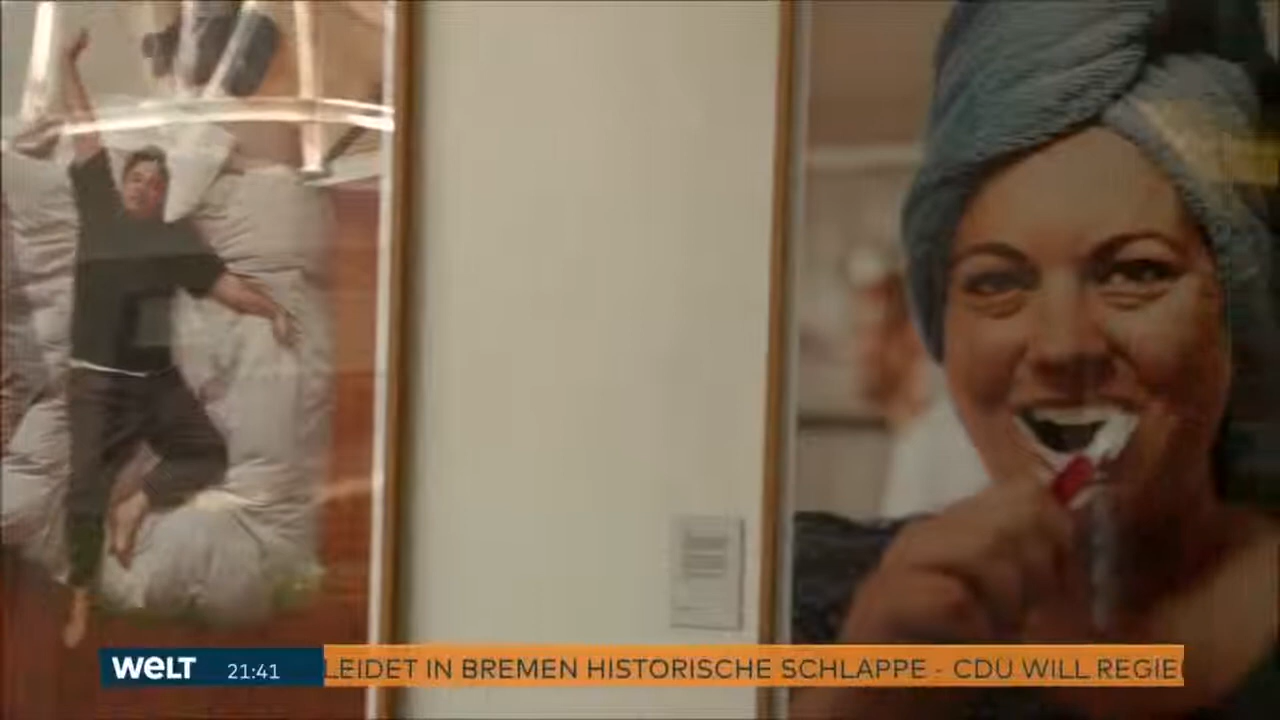 welt 21:41 LEIDET IN BREMEN HISTORISCHE SCHLAPPE - CDU WILL REGIE